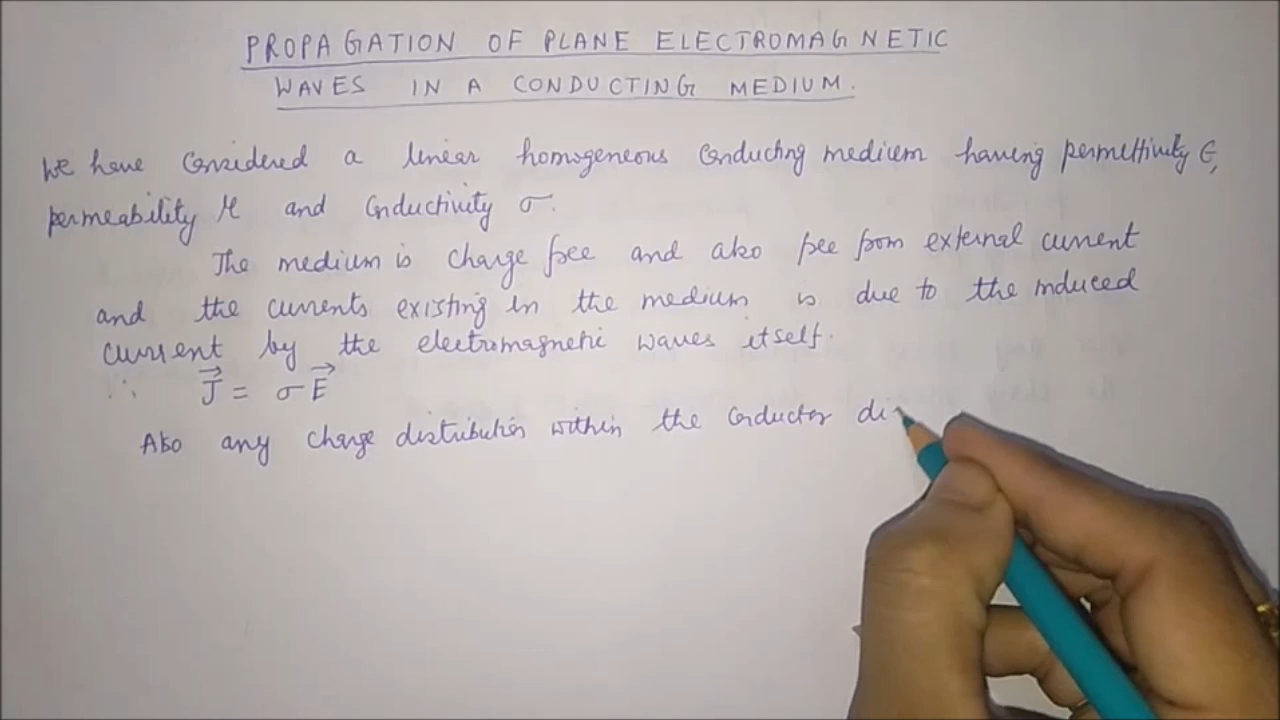 PROPAGATION OF PLANE ELECTROMAGNETIC
WAVES IN A CONDUCTING MEDIUM.
We have Considered a linear homogeneous Conducting medium having permittivity ϵ,
permeability μ and Conductivity σ.
The medium is charge free and also free from external current
and the currents existing in the medium is due to the induced
current by the electromagnetic waves itself.
∴ J⃗ = σE⃗
Also any charge distribution within the Conductor di